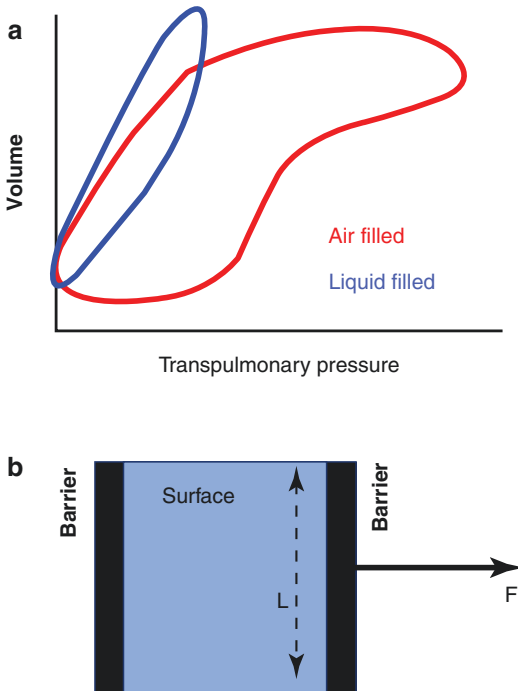 a
Volume
Air filled
Liquid filled
Transpulmonary pressure
b
Barrier
Surface
Barrier
L
F